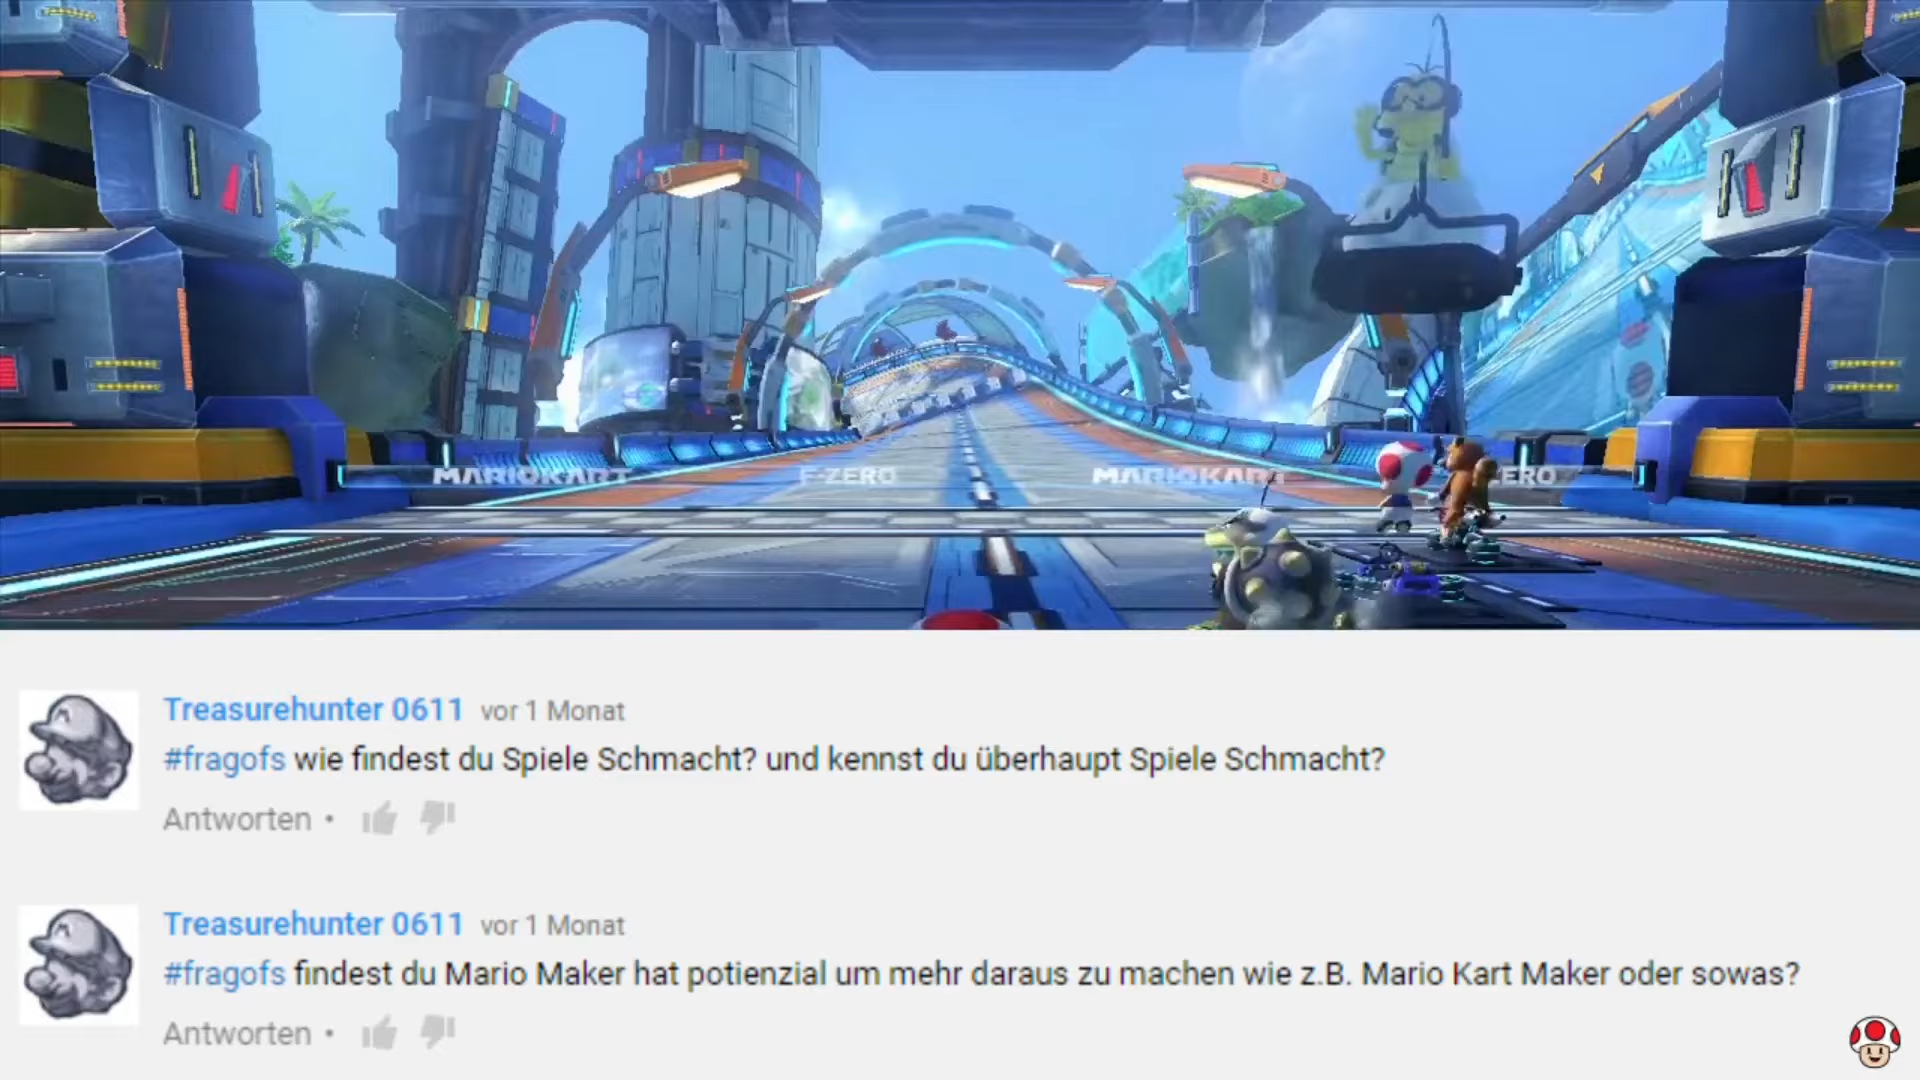 MARIOKART F-ZERO MARIOKART ZERO
Treasurehunter 0611 vor 1 Monat
#fragofs wie findest du Spiele Schmacht? und kennst du überhaupt Spiele Schmacht?
Antworten •
Treasurehunter 0611 vor 1 Monat
#fragofs findest du Mario Maker hat potienzial um mehr daraus zu machen wie z.B. Mario Kart Maker oder sowas?
Antworten •